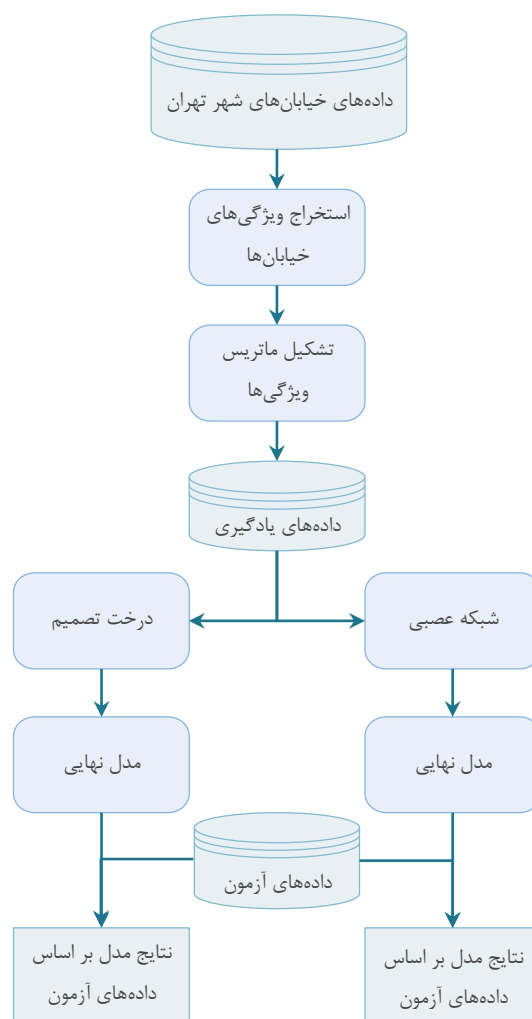 داده‌های خیابان‌های شهر تهران
استخراج ویژگی‌های
خیابان‌ها
تشکیل ماتریس
ویژگی‌ها
داده‌های یادگیری
شبکه عصبی
درخت تصمیم
مدل نهایی
مدل نهایی
داده‌های آزمون
نتایج مدل بر اساس
داده‌های آزمون
نتایج مدل بر اساس
داده‌های آزمون